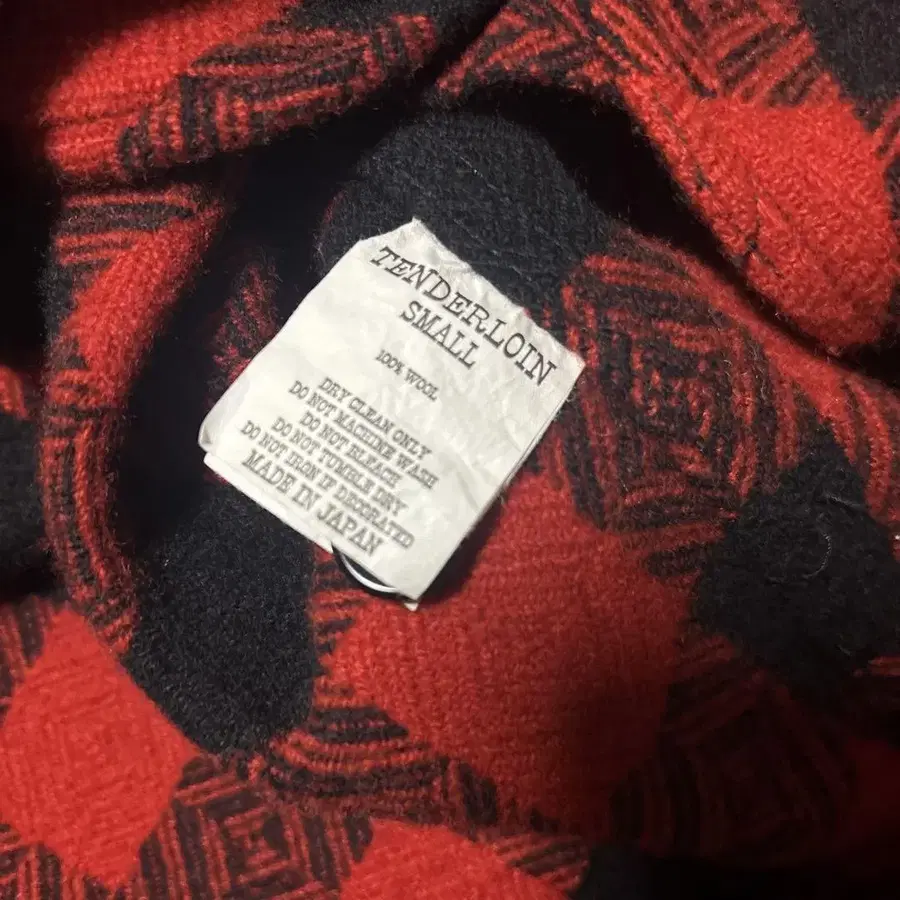 TENDERLOIN
SMALL
100% WOOL
DRY CLEAN ONLY
DO NOT MACHINE WASH
DO NOT BLEACH
DO NOT TUMBLE DRY
DO NOT IRON IF DECORATED
MADE IN JAPAN